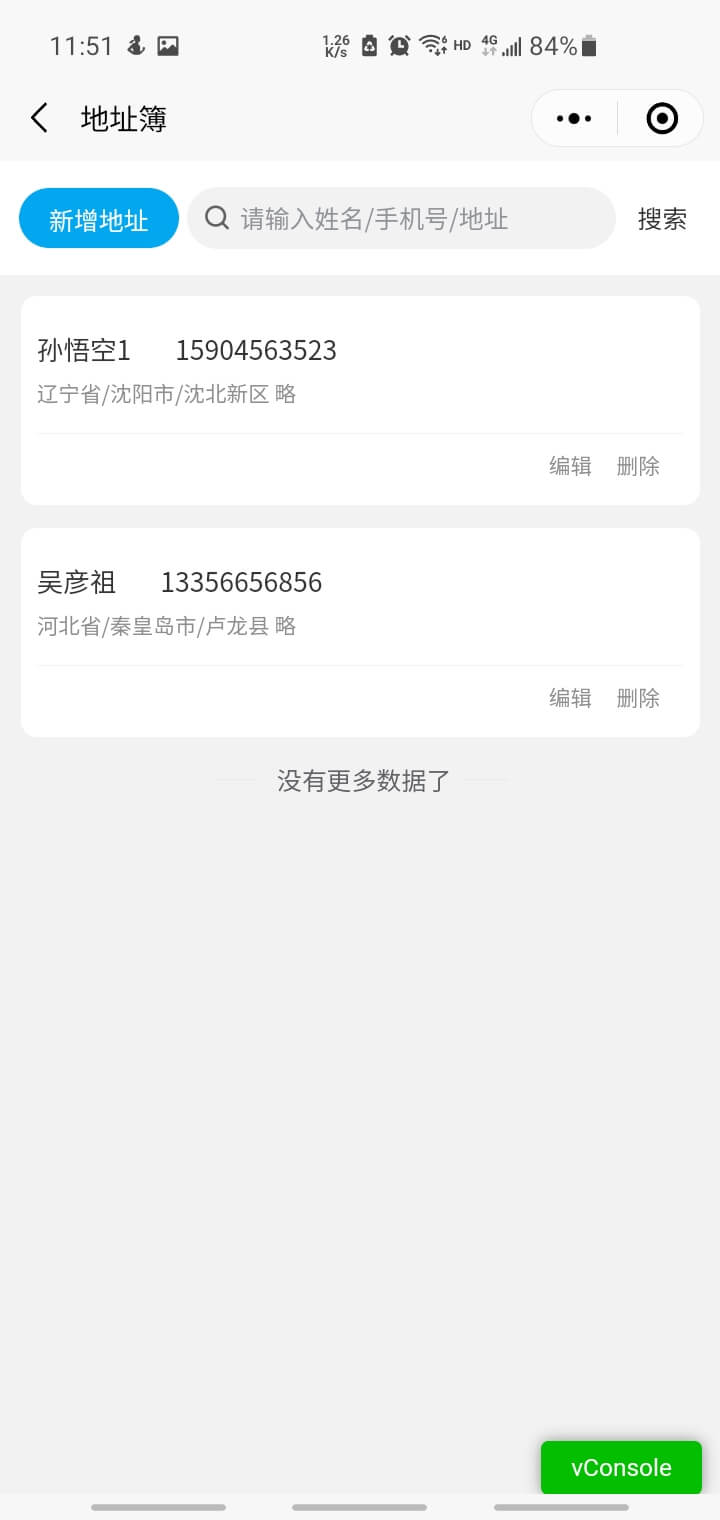 11:51 1.26 K/s 6 HD 4G 84%
地址簿
新增地址 请输入姓名/手机号/地址 搜索
孙悟空1 15904563523
辽宁省/沈阳市/沈北新区 略
编辑 删除
吴彦祖 13356656856
河北省/秦皇岛市/卢龙县 略
编辑 删除
没有更多数据了
vConsole